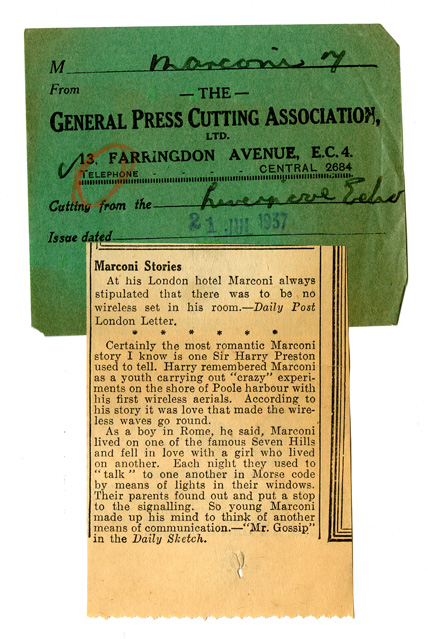 M Marconi
From
— THE —
GENERAL PRESS CUTTING ASSOCIATION,
LTD.
13, FARRINGDON AVENUE, E.C. 4.
TELEPHONE - - - CENTRAL 2684
Cutting from the Liverpool Echo
Issue dated 21 JUL 1937
Marconi Stories
At his London hotel Marconi always
stipulated that there was to be no
wireless set in his room.—Daily Post
London Letter.
* * * * * *
Certainly the most romantic Marconi
story I know is one Sir Harry Preston
used to tell. Harry remembered Marconi
as a youth carrying out "crazy" experi-
ments on the shore of Poole harbour with
his first wireless aerials. According to
his story it was love that made the wire-
less waves go round.
As a boy in Rome, he said, Marconi
lived on one of the famous Seven Hills
and fell in love with a girl who lived
on another. Each night they used to
"talk" to one another in Morse code
by means of lights in their windows.
Their parents found out and put a stop
to the signalling. So young Marconi
made up his mind to think of another
means of communication.—"Mr. Gossip"
in the Daily Sketch.